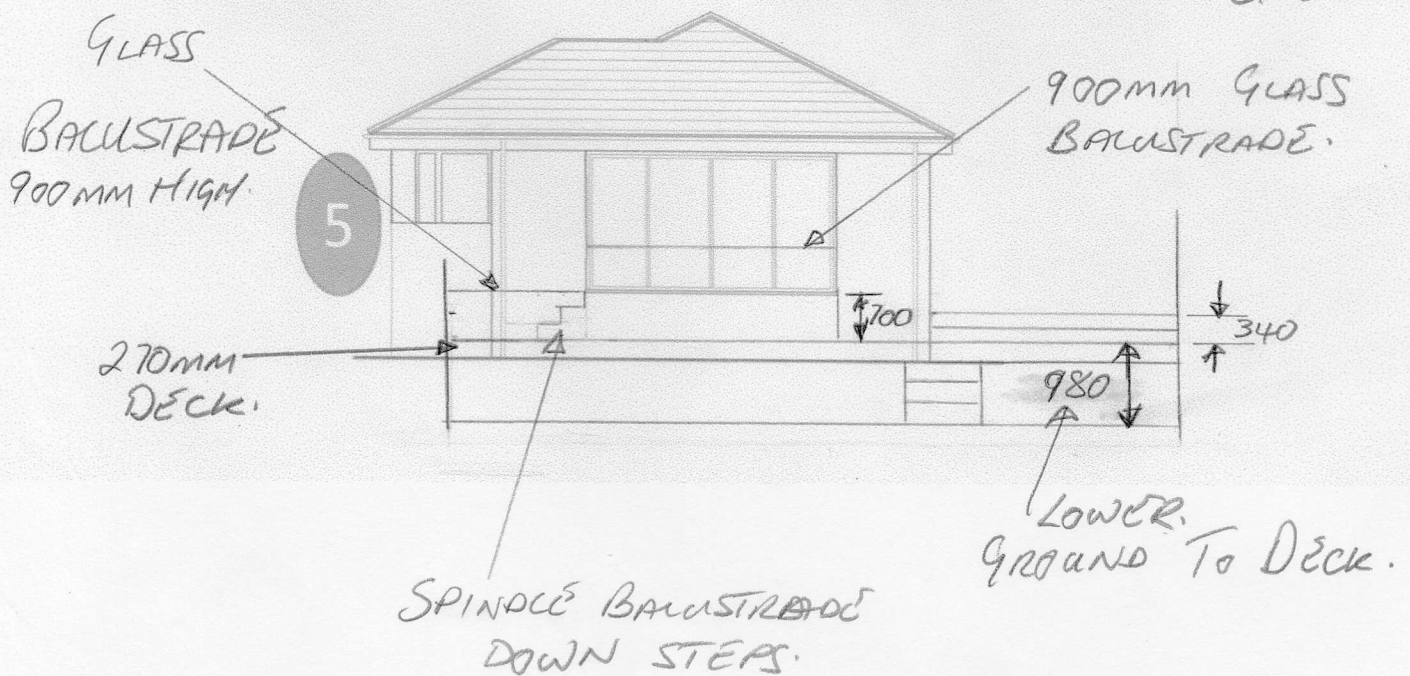 GLASS
BALUSTRADE
900MM HIGH.
5
900MM GLASS
BALUSTRADE.
700
340
270MM
DECK.
980
LOWER.
GROUND TO DECK.
SPINDLE BALUSTRADE
DOWN STEPS.